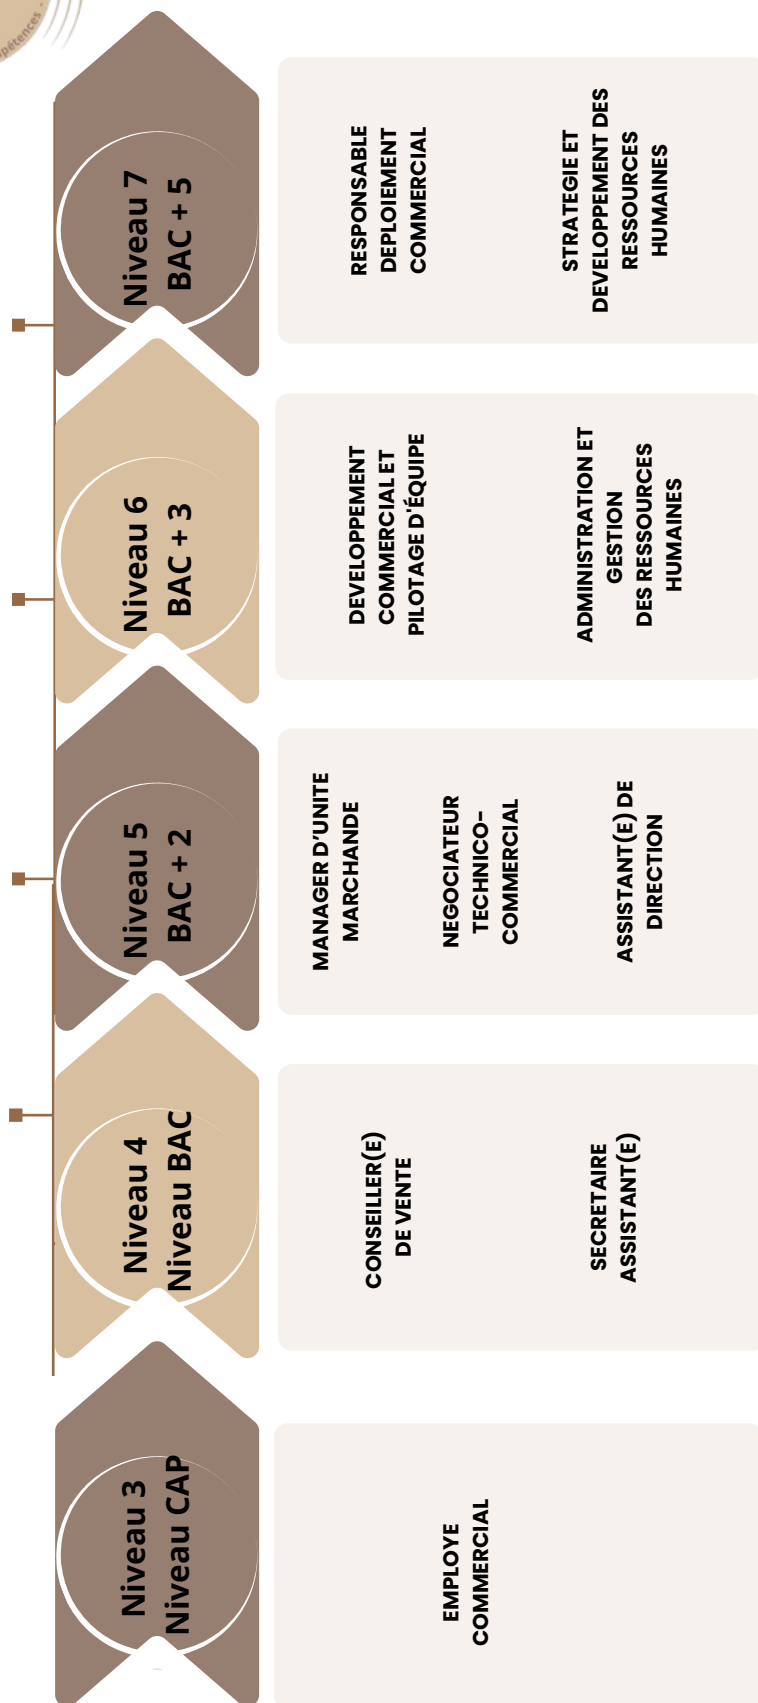 Niveau 3
Niveau CAP
EMPLOYE
COMMERCIAL
Niveau 4
Niveau BAC
CONSEILLER(E)
DE VENTE
SECRETAIRE
ASSISTANT(E)
Niveau 5
BAC + 2
MANAGER D'UNITE
MARCHANDE
NEGOCIATEUR
TECHNICO-
COMMERCIAL
ASSISTANT(E) DE
DIRECTION
Niveau 6
BAC + 3
DEVELOPPEMENT
COMMERCIAL ET
PILOTAGE D'ÉQUIPE
ADMINISTRATION ET
GESTION
DES RESSOURCES
HUMAINES
Niveau 7
BAC + 5
RESPONSABLE
DEPLOIEMENT
COMMERCIAL
STRATEGIE ET
DEVELOPPEMENT DES
RESSOURCES
HUMAINES